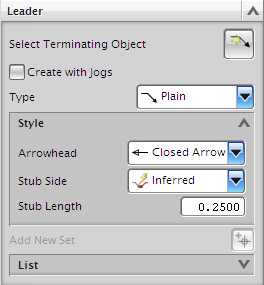 Leader
Select Terminating Object
Create with Jogs
Type Plain
Style
Arrowhead Closed Arrow
Stub Side Inferred
Stub Length 0.2500
Add New Set
List